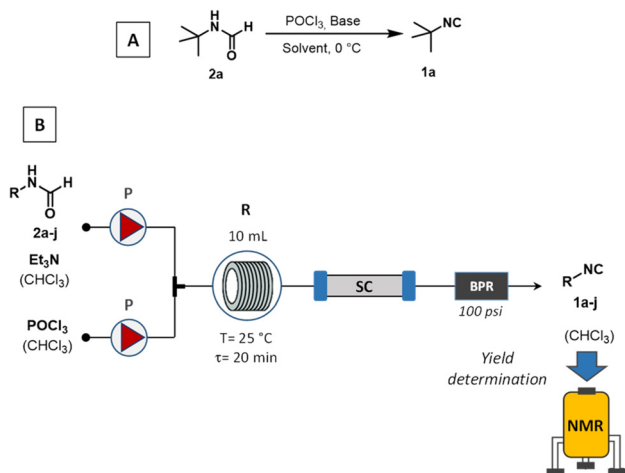 A
H
N
H
O
2a
POCl₃, Base
Solvent, 0 °C
NC
1a
B
H
R
N
H
O
2a-j
Et₃N
(CHCl₃)
POCl₃
(CHCl₃)
P
P
R
10 mL
T= 25 °C
τ= 20 min
SC
BPR
100 psi
R
NC
1a-j
(CHCl₃)
Yield
determination
NMR